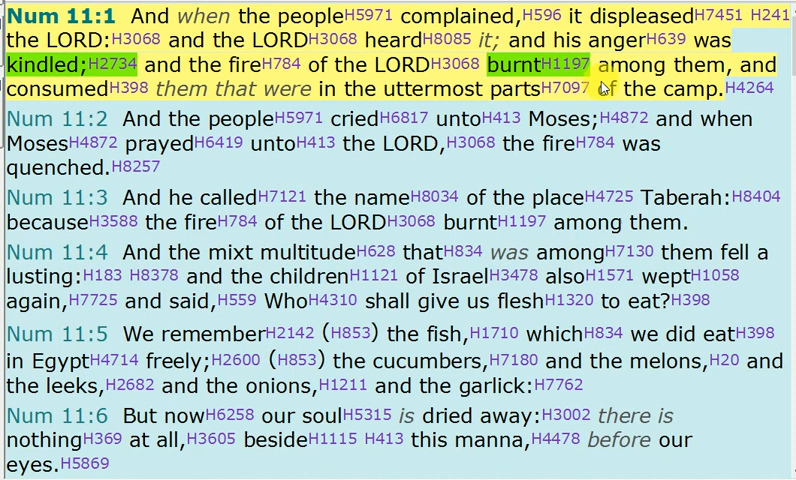 Num 11:1 And when the peopleH5971 complained,H596 it displeasedH7451 H241
the LORD:H3068 and the LORDH3068 heardH8085 it; and his angerH639 was
kindled;H2734 and the fireH784 of the LORDH3068 burntH1197 among them, and
consumedH398 them that were in the uttermost partsH7097 of the camp.H4264
Num 11:2 And the peopleH5971 criedH6817 untoH413 Moses;H4872 and when
MosesH4872 prayedH6419 untoH413 the LORD,H3068 the fireH784 was
quenched.H8257
Num 11:3 And he calledH7121 the nameH8034 of the placeH4725 Taberah:H8404
becauseH3588 the fireH784 of the LORDH3068 burntH1197 among them.
Num 11:4 And the mixt multitudeH628 thatH834 was amongH7130 them fell a
lusting:H183 H8378 and the childrenH1121 of IsraelH3478 alsoH1571 weptH1058
again,H7725 and said,H559 WhoH4310 shall give us fleshH1320 to eat?H398
Num 11:5 We rememberH2142 (H853) the fish,H1710 whichH834 we did eatH398
in EgyptH4714 freely;H2600 (H853) the cucumbers,H7180 and the melons,H20 and
the leeks,H2682 and the onions,H1211 and the garlick:H7762
Num 11:6 But nowH6258 our soulH5315 is dried away:H3002 there is
nothingH369 at all,H3605 besideH1115 H413 this manna,H4478 before our
eyes.H5869